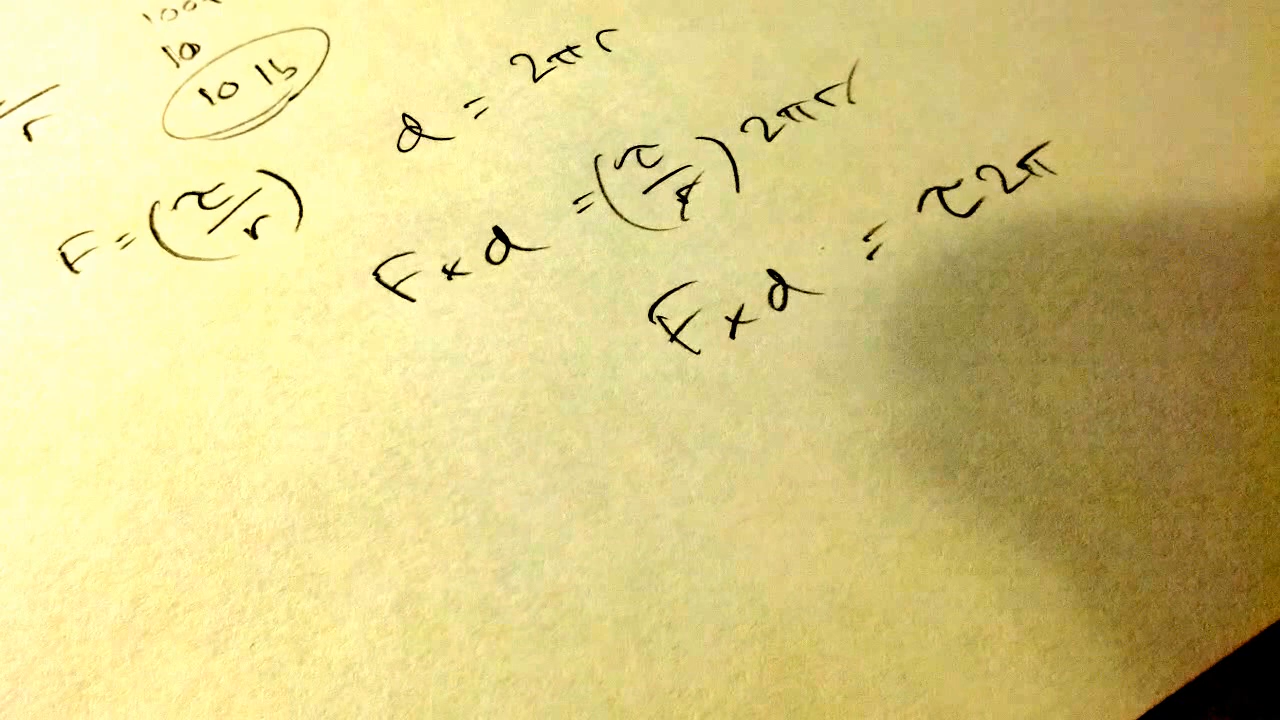 10
10 lb
d = 2πr
F = (τ/r)
F × d = (τ/r) 2πr
F × d = τ2π